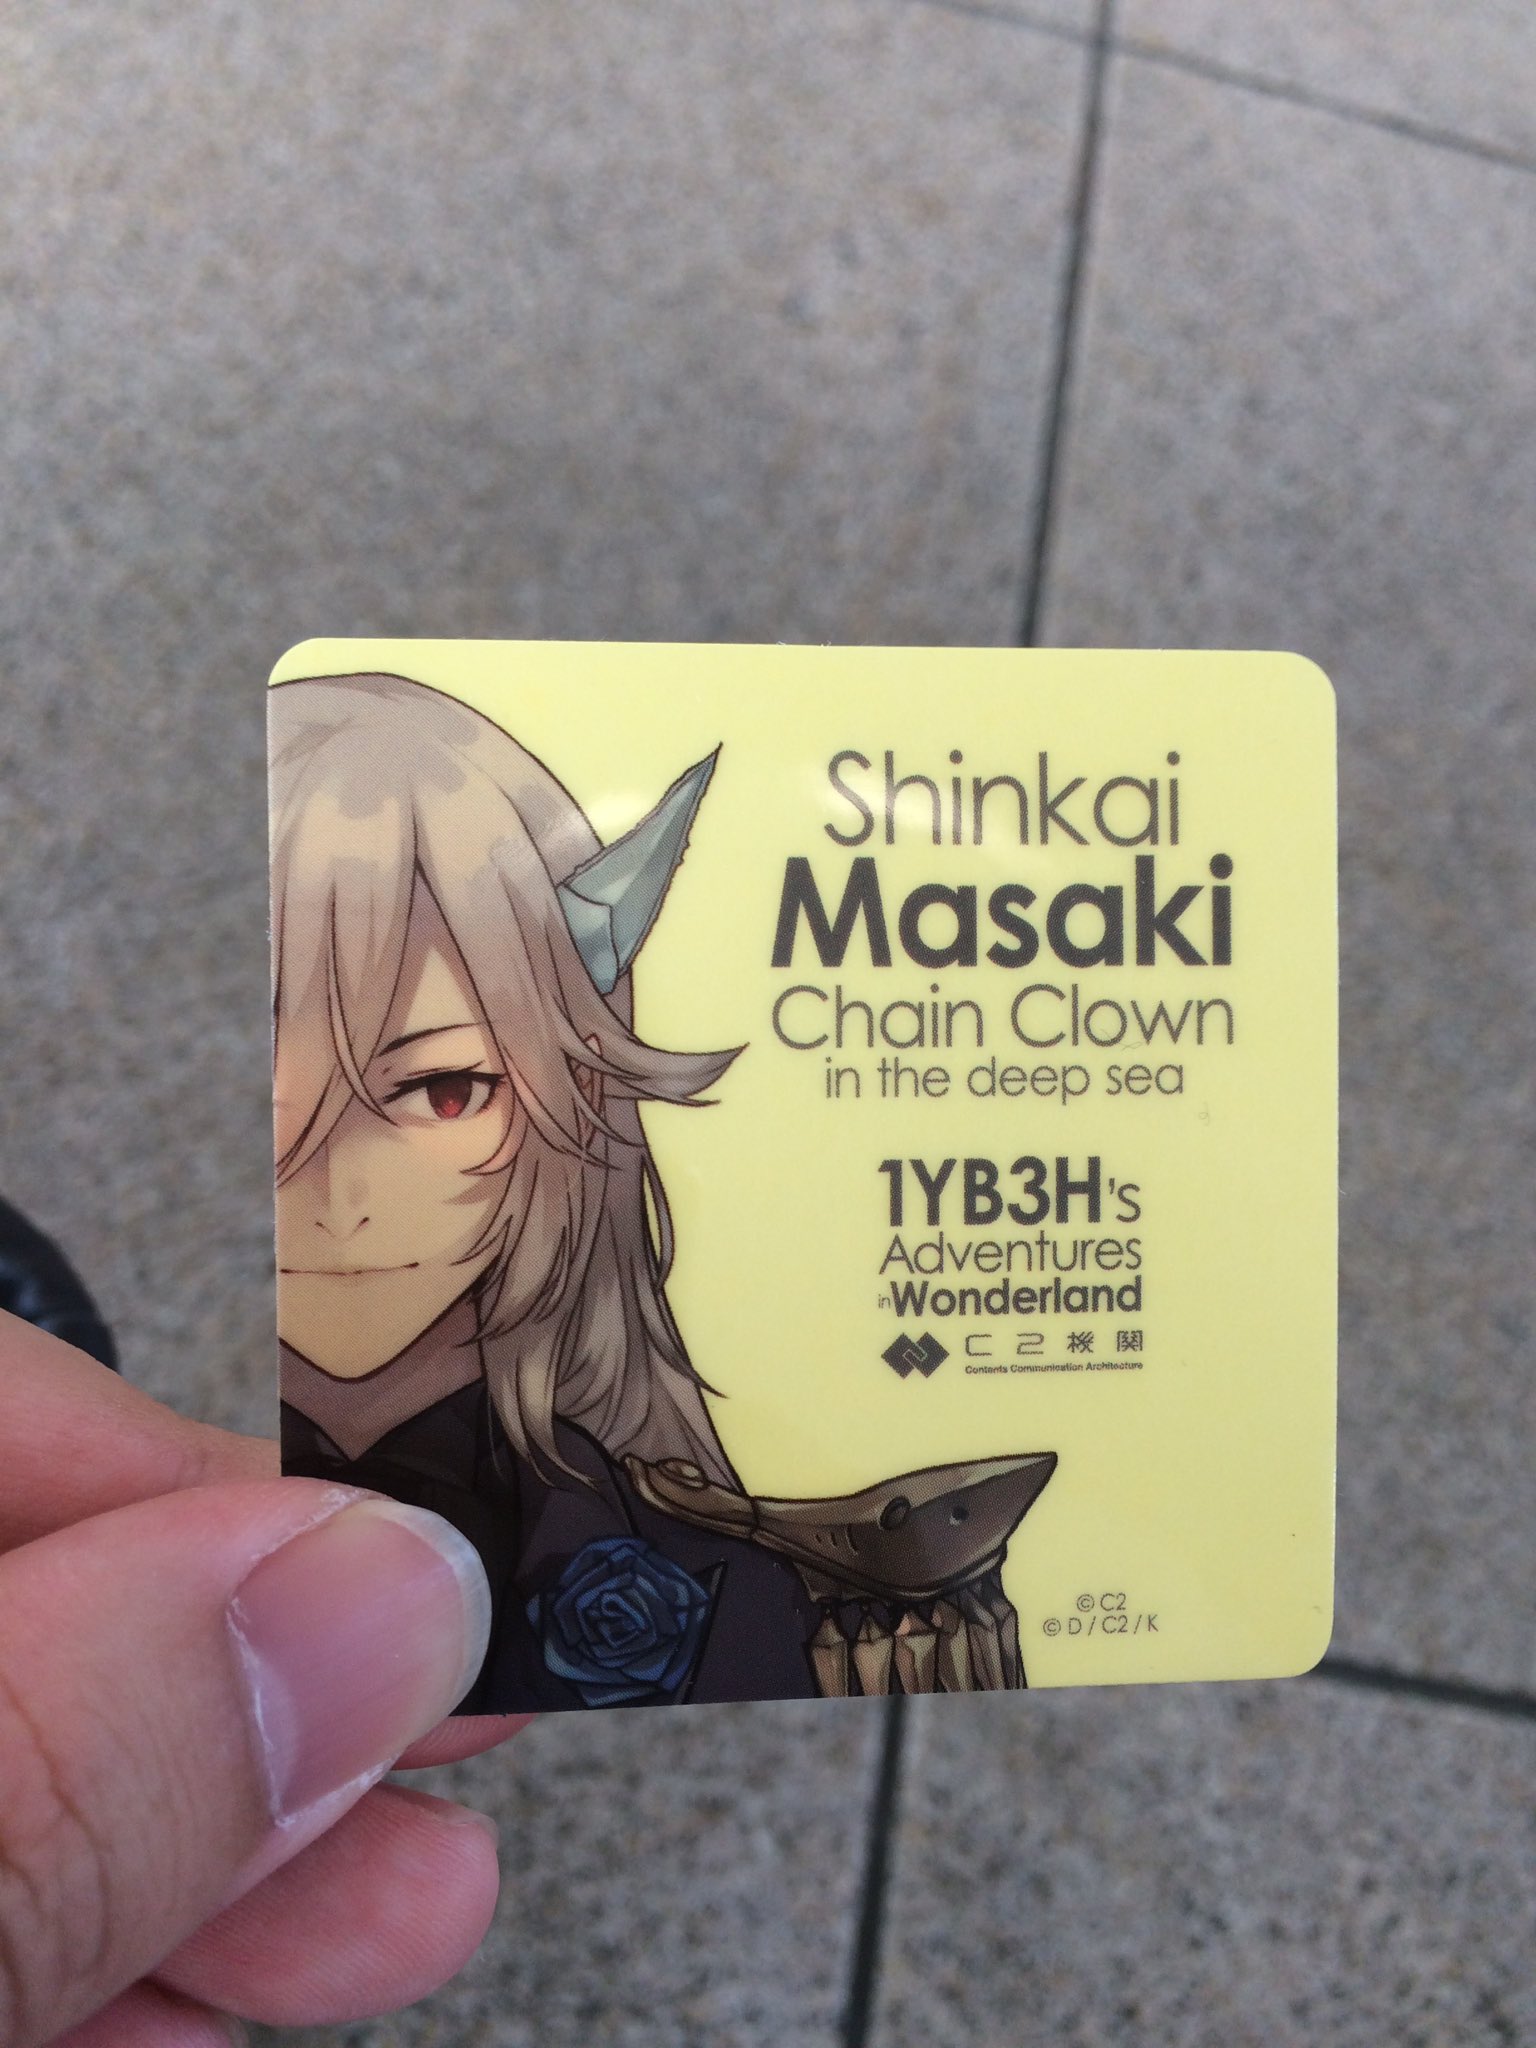 Shinkai
Masaki
Chain Clown
in the deep sea
1YB3H's
Adventures
in Wonderland
C2機関
Contents Communication Architecture
©C2
©D/C2/K